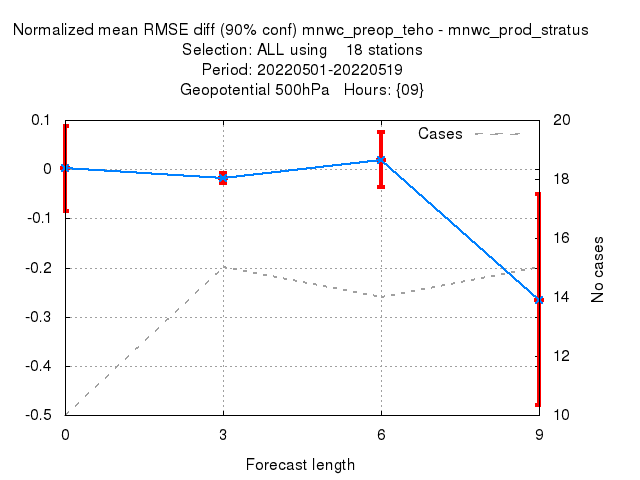 Normalized mean RMSE diff (90% conf) mnwc_preop_teho - mnwc_prod_stratus
Selection: ALL using    18 stations
Period: 20220501-20220519
Geopotential 500hPa   Hours: {09}
Cases
0.1
0
-0.1
-0.2
-0.3
-0.4
-0.5
20
18
16
14
12
10
No cases
0 3 6 9
Forecast length